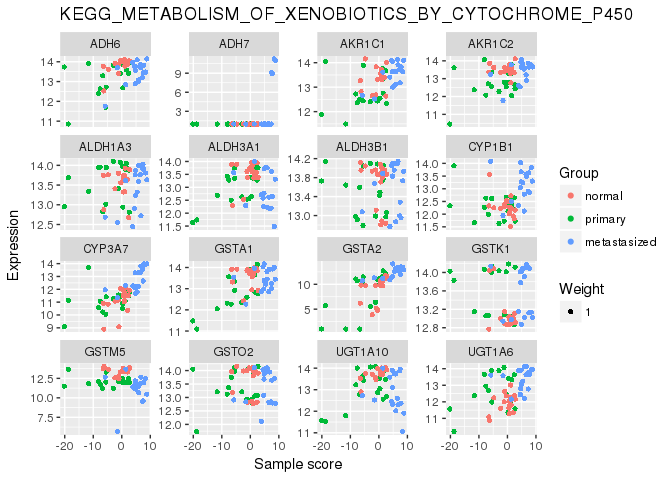 KEGG_METABOLISM_OF_XENOBIOTICS_BY_CYTOCHROME_P450
ADH6 ADH7 AKR1C1 AKR1C2
14 13 12 11
9 6 3
14 13 12
14 13 12 11
ALDH1A3 ALDH3A1 ALDH3B1 CYP1B1
14.0 13.5 13.0 12.5
14.0 13.5 13.0 12.5 12.0 11.5
14.2 13.8 13.4 13.0
14.0 13.5 13.0 12.5 12.0 11.5
CYP3A7 GSTA1 GSTA2 GSTK1
14 13 12 11 10 9
14 13 12 11
10 5
14.0 13.6 13.2 12.8
GSTM5 GSTO2 UGT1A10 UGT1A6
12.5 10.0 7.5
14.0 13.5 13.0 12.5 12.0
14 13 12 11
14 13 12 11
-20 -10 0 10 -20 -10 0 10 -20 -10 0 10 -20 -10 0 10
Sample score
Expression
Group
normal
primary
metastasized
Weight
1